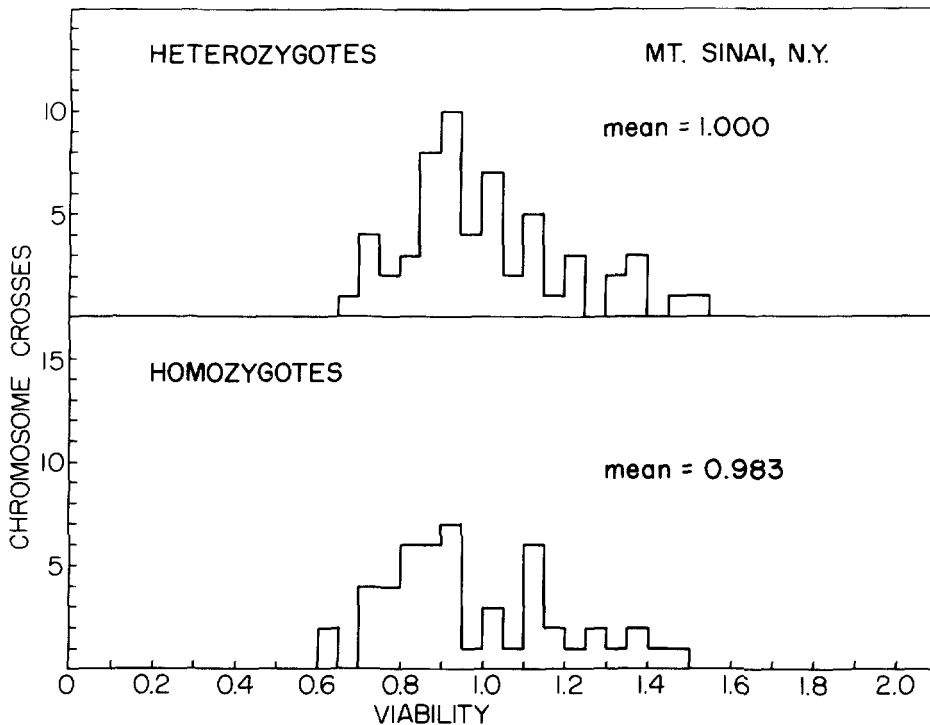 HETEROZYGOTES
MT. SINAI, N.Y.
mean = 1.000
10
5
CHROMOSOME CROSSES
HOMOZYGOTES
mean = 0.983
15
10
5
0 0.2 0.4 0.6 0.8 1.0 1.2 1.4 1.6 1.8 2.0
VIABILITY